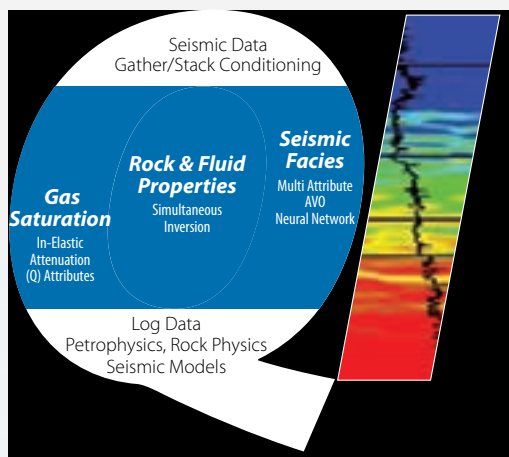 Seismic Data
Gather/Stack Conditioning
Gas
Saturation
In-Elastic
Attenuation
(Q) Attributes
Rock & Fluid
Properties
Simultaneous
Inversion
Seismic
Facies
Multi Attribute
AVO
Neural Network
Log Data
Petrophysics, Rock Physics
Seismic Models